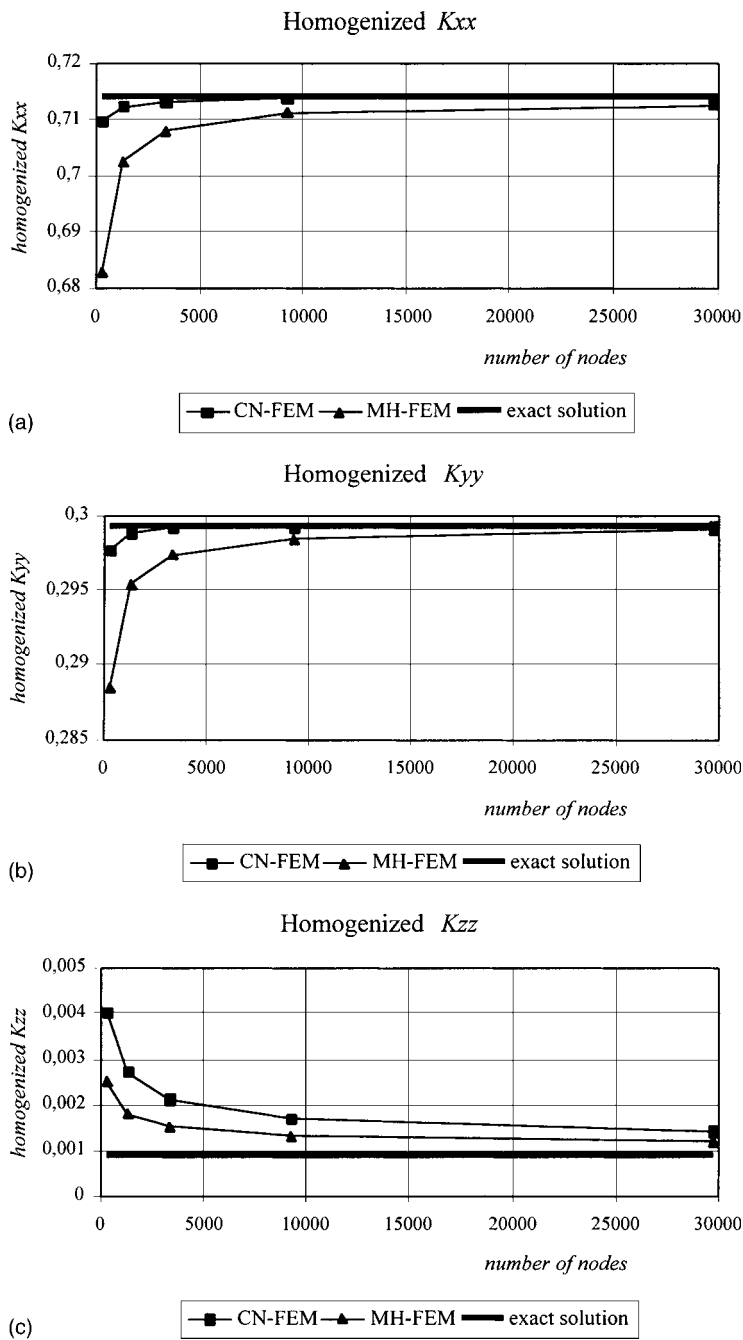 Homogenized Kxx
0,72
0,71
0,7
0,69
0,68
homogenized Kxx
0 5000 10000 15000 20000 25000 30000
number of nodes
CN-FEM MH-FEM exact solution
(a)
Homogenized Kyy
0,3
0,295
0,29
0,285
homogenized Kyy
0 5000 10000 15000 20000 25000 30000
number of nodes
CN-FEM MH-FEM exact solution
(b)
Homogenized Kzz
0,005
0,004
0,003
0,002
0,001
0
homogenized Kzz
0 5000 10000 15000 20000 25000 30000
number of nodes
CN-FEM MH-FEM exact solution
(c)